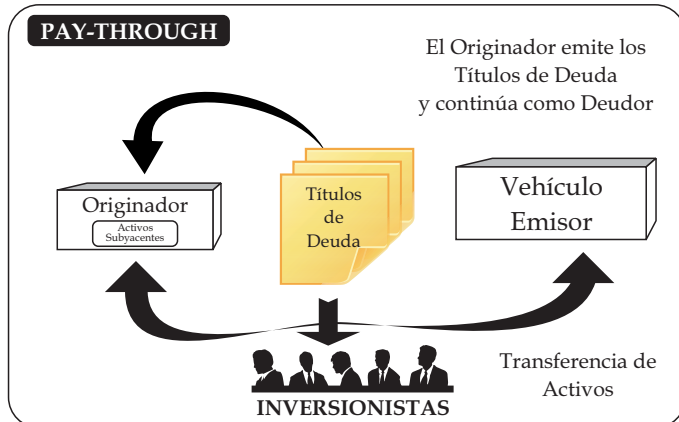 PAY-THROUGH
El Originador emite los
Títulos de Deuda
y continúa como Deudor
Originador
Activos
Subyacentes
Títulos
de
Deuda
Vehículo
Emisor
Transferencia de
Activos
INVERSIONISTAS